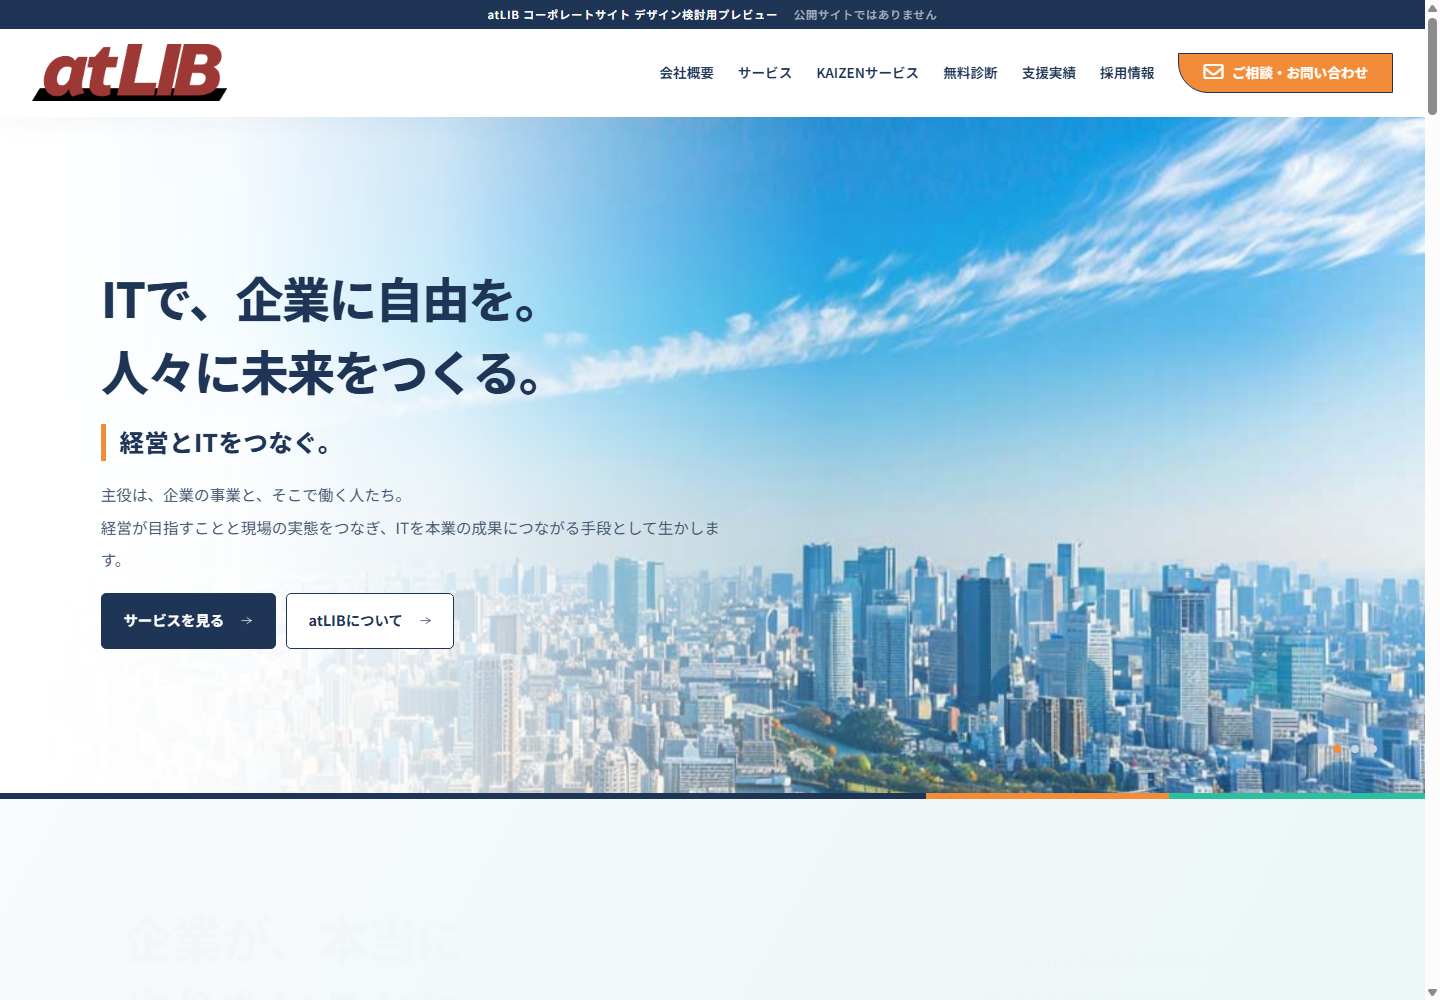 atLIB コーポレートサイト デザイン検討用プレビュー 公開サイトではありません
atLIB
会社概要 サービス KAIZENサービス 無料診断 支援実績 採用情報 ご相談・お問い合わせ
ITで、企業に自由を。
人々に未来をつくる。
経営とITをつなぐ。
主役は、企業の事業と、そこで働く人たち。
経営が目指すことと現場の実態をつなぎ、ITを本業の成果につながる手段として生かしま
す。
サービスを見る → atLIBについて →
企業が、本当に